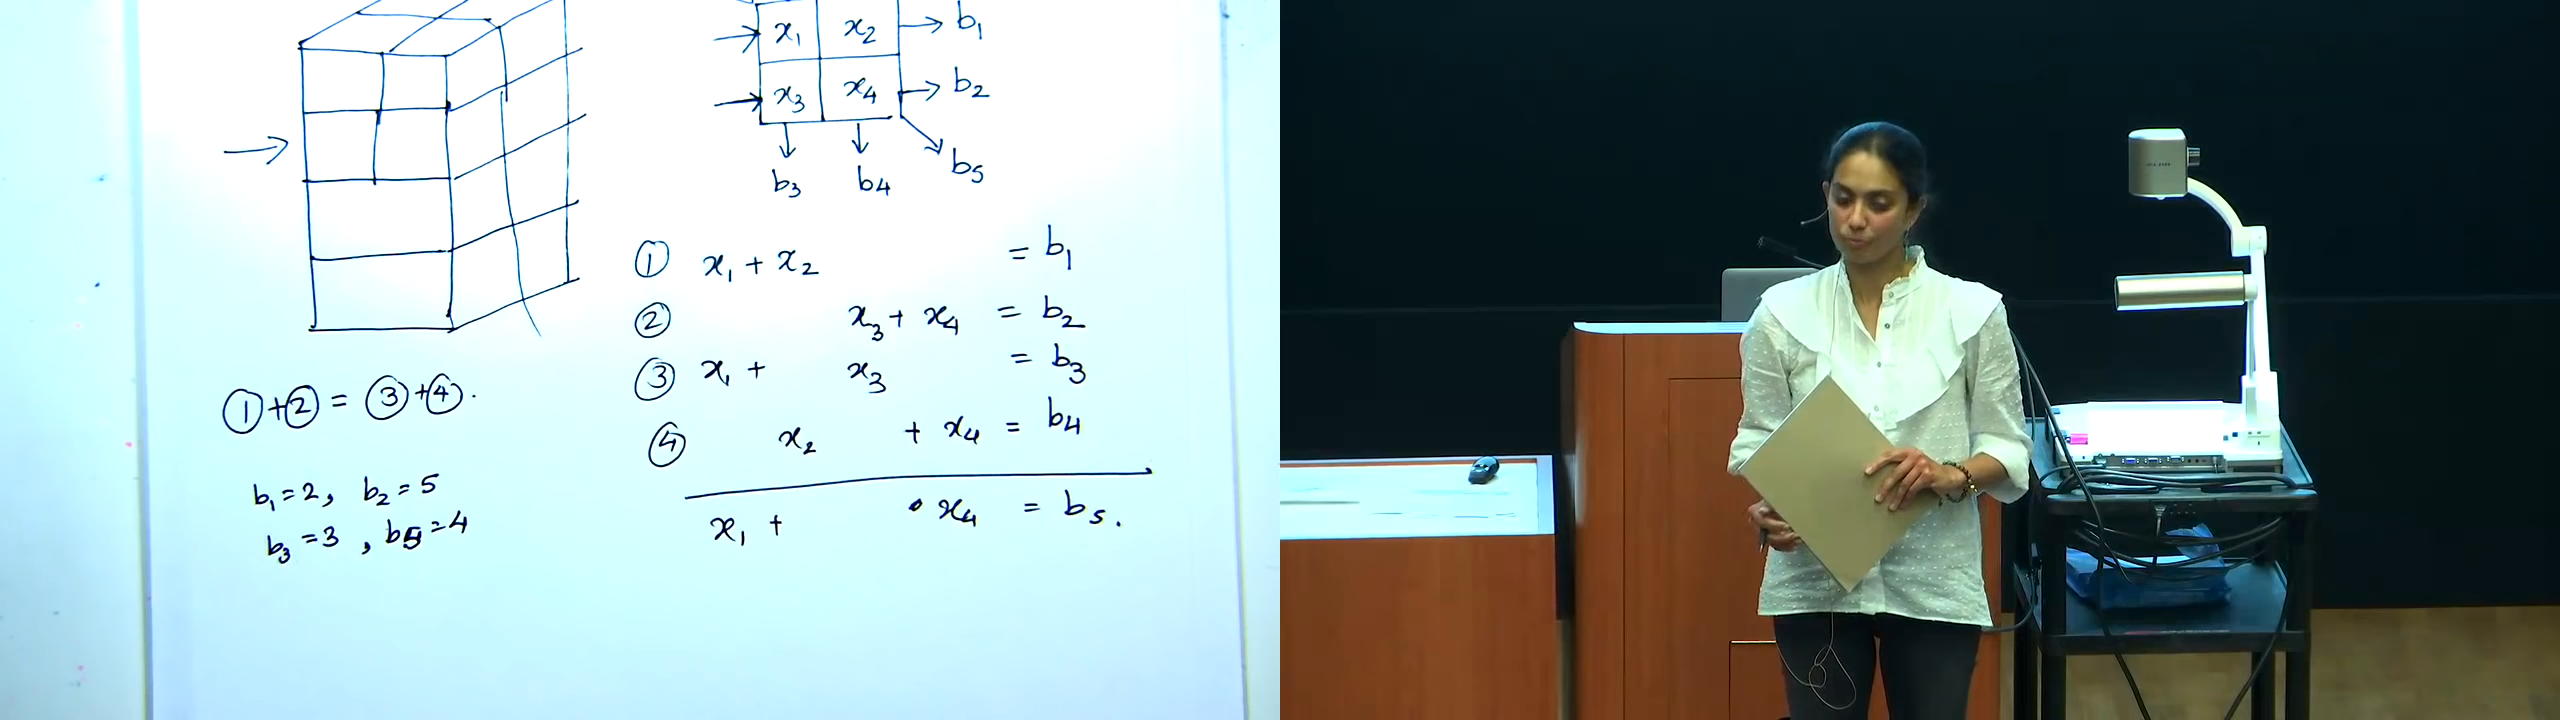 x₁ x₂ → b₁
x₃ x₄ → b₂
b₃ b₄ b₅
① x₁ + x₂ = b₁
② x₃ + x₄ = b₂
③ x₁ + x₃ = b₃
④ x₂ + x₄ = b₄
x₁ + x₄ = b₅.
①+② = ③+④.
b₁ = 2, b₂ = 5
b₃ = 3, b₅ = 4